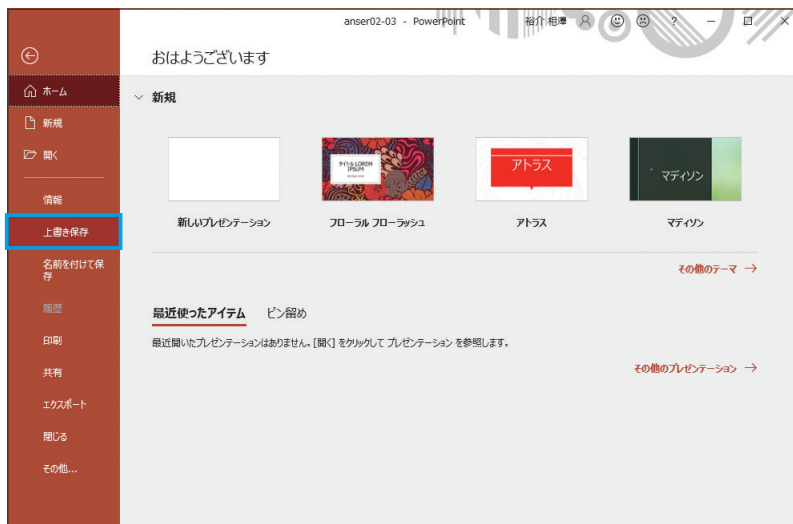 anser02-03 - PowerPoint
裕介 相澤
?
おはようございます
ホーム
新規
開く
情報
上書き保存
名前を付けて保
存
履歴
印刷
共有
エクスポート
閉じる
その他...
新規
タイトル LOREM
IPSUM
アトラス
マディソン
新しいプレゼンテーション
フローラル フローラッシュ
アトラス
マディソン
その他のテーマ →
最近使ったアイテム ピン留め
最近開いたプレゼンテーションはありません。[開く] をクリックして プレゼンテーション を参照します。
その他のプレゼンテーション →